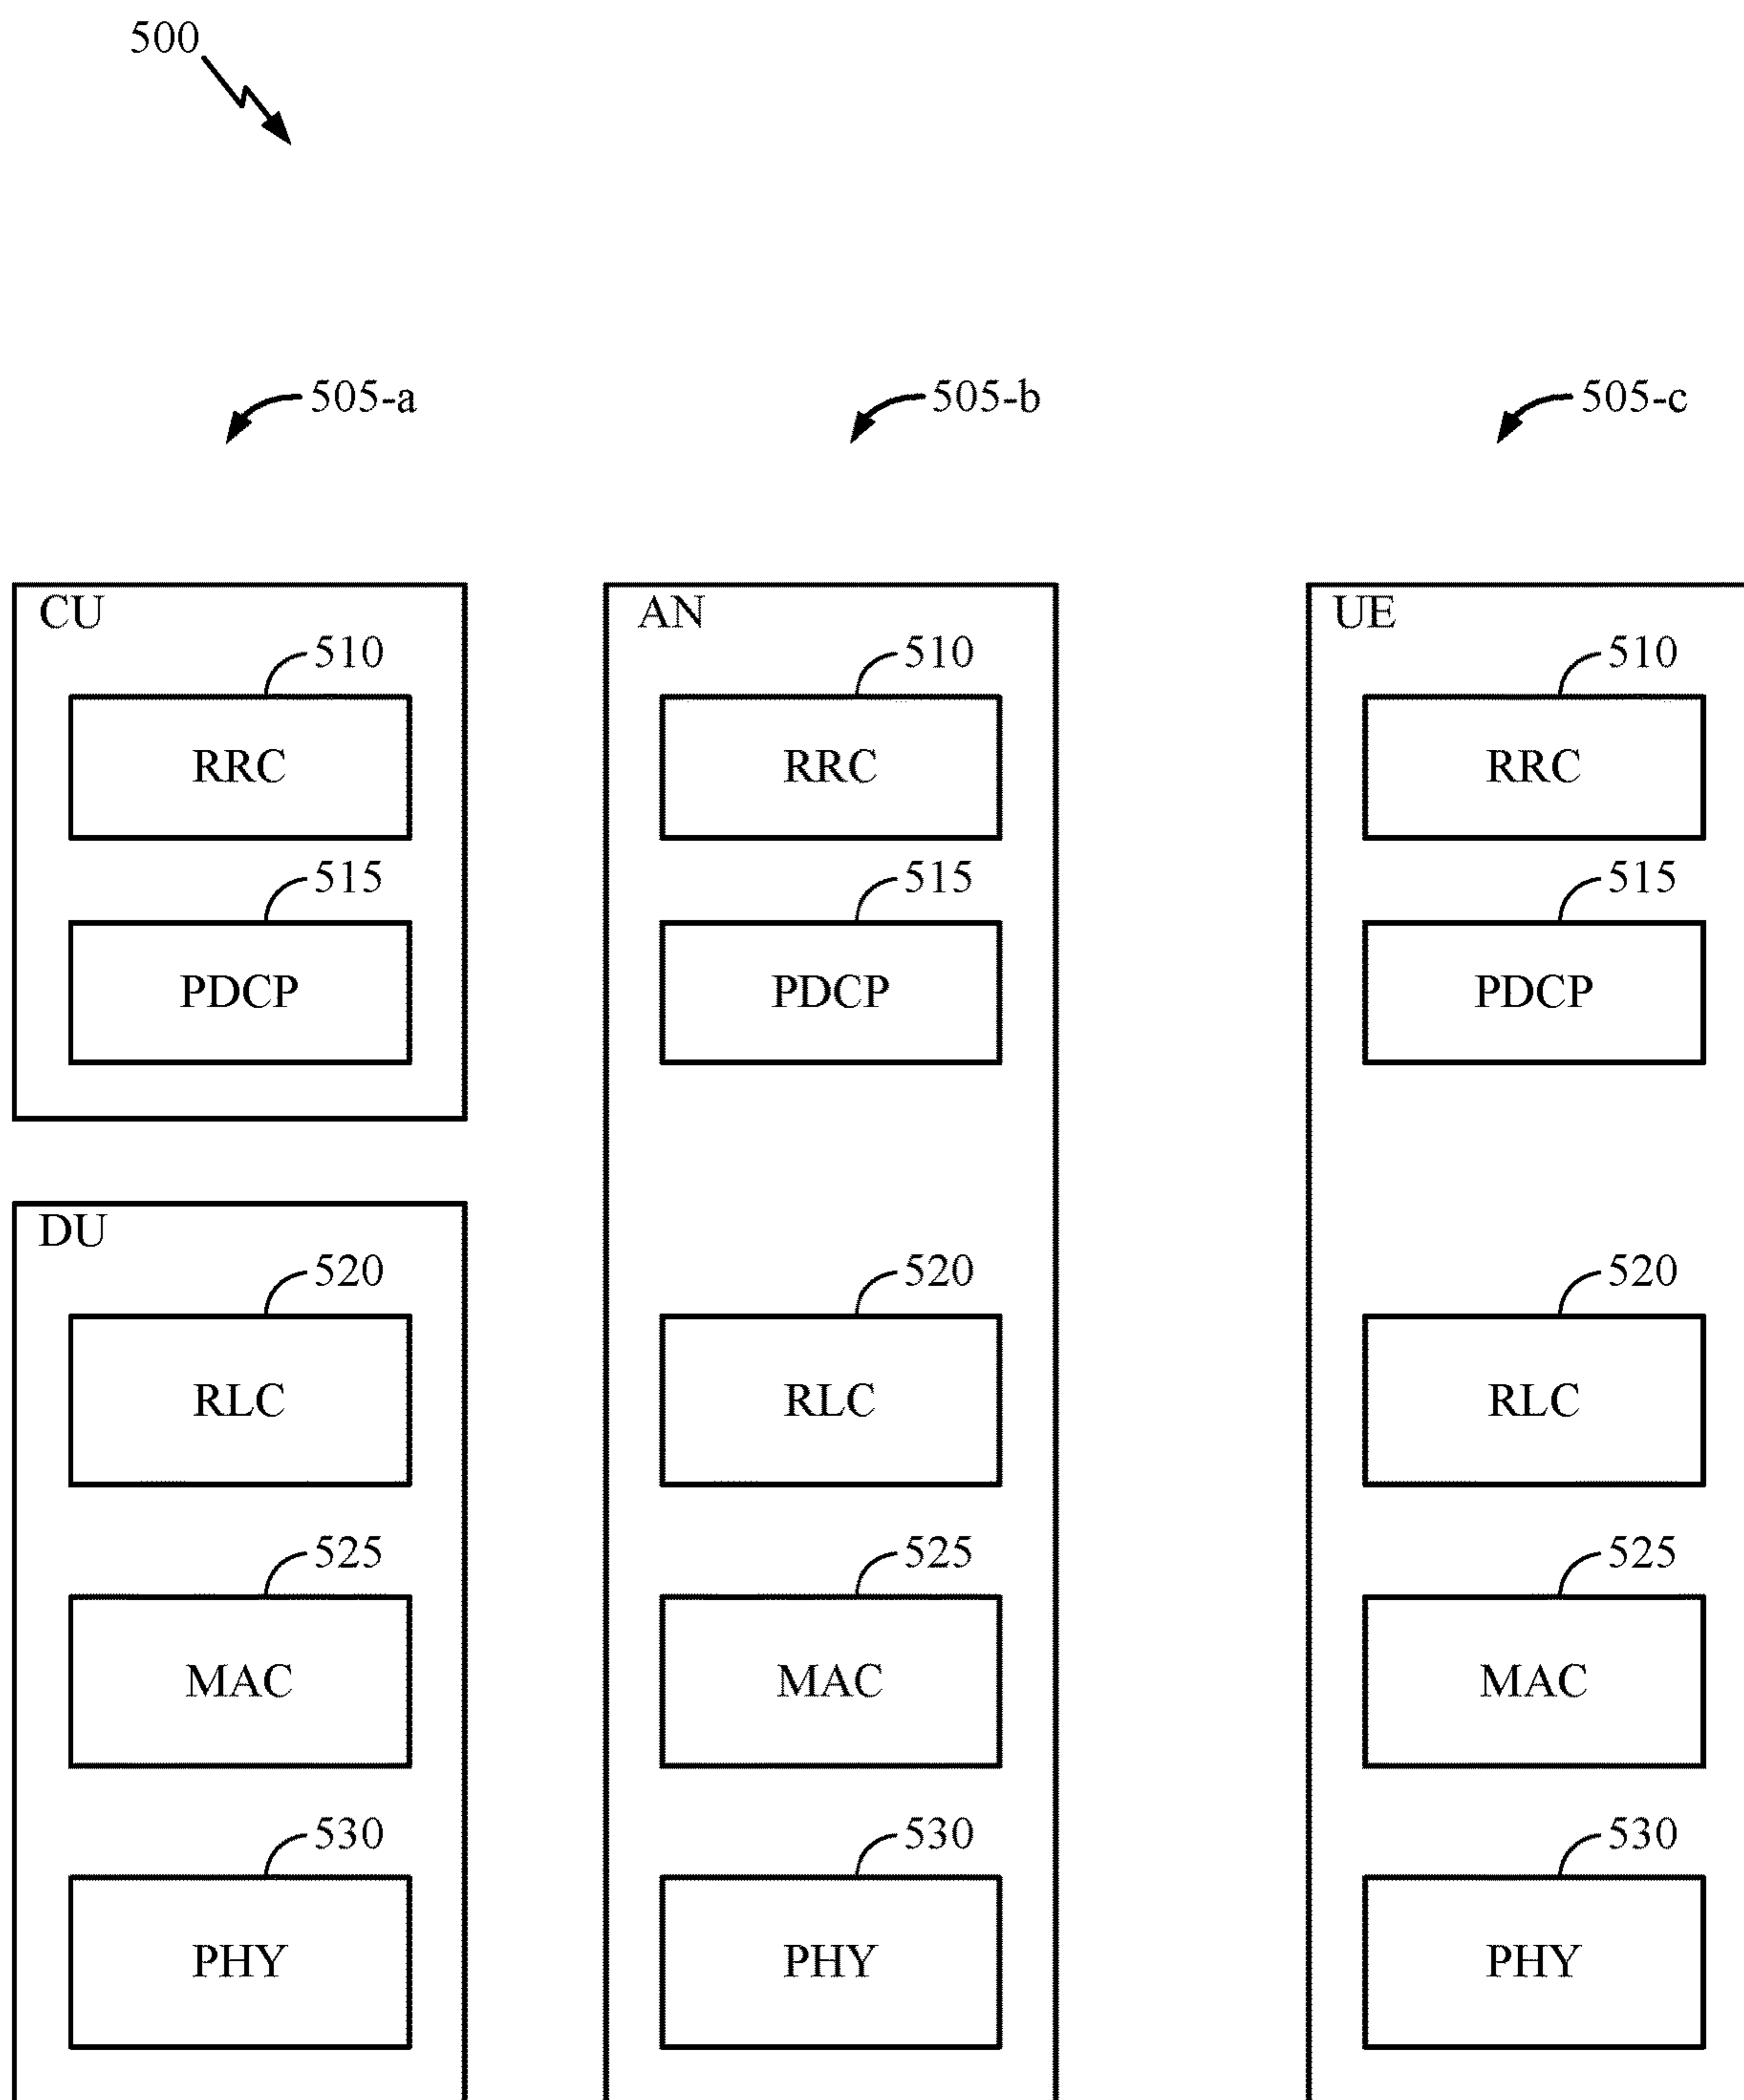 500
505-a 505-b 505-c
CU AN UE
510 510 510
RRC RRC RRC
515 515 515
PDCP PDCP PDCP
DU
520 520 520
RLC RLC RLC
525 525 525
MAC MAC MAC
530 530 530
PHY PHY PHY